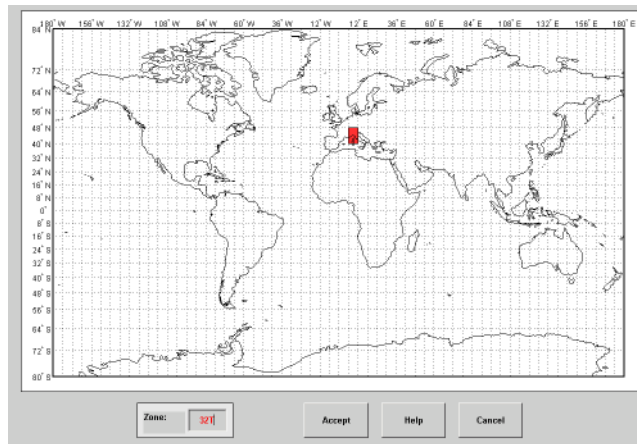 180° W 156° W 132° W 108° W 84° W 60° W 36° W 12° W 12° E 36° E 60° E 84° E 108° E 132° E 156° E 180° E
84° N
72° N
64° N
56° N
48° N
40° N
32° N
24° N
16° N
8° N
0°
8° S
16° S
24° S
32° S
40° S
48° S
56° S
64° S
72° S
80° S
Zone: 32T
Accept Help Cancel